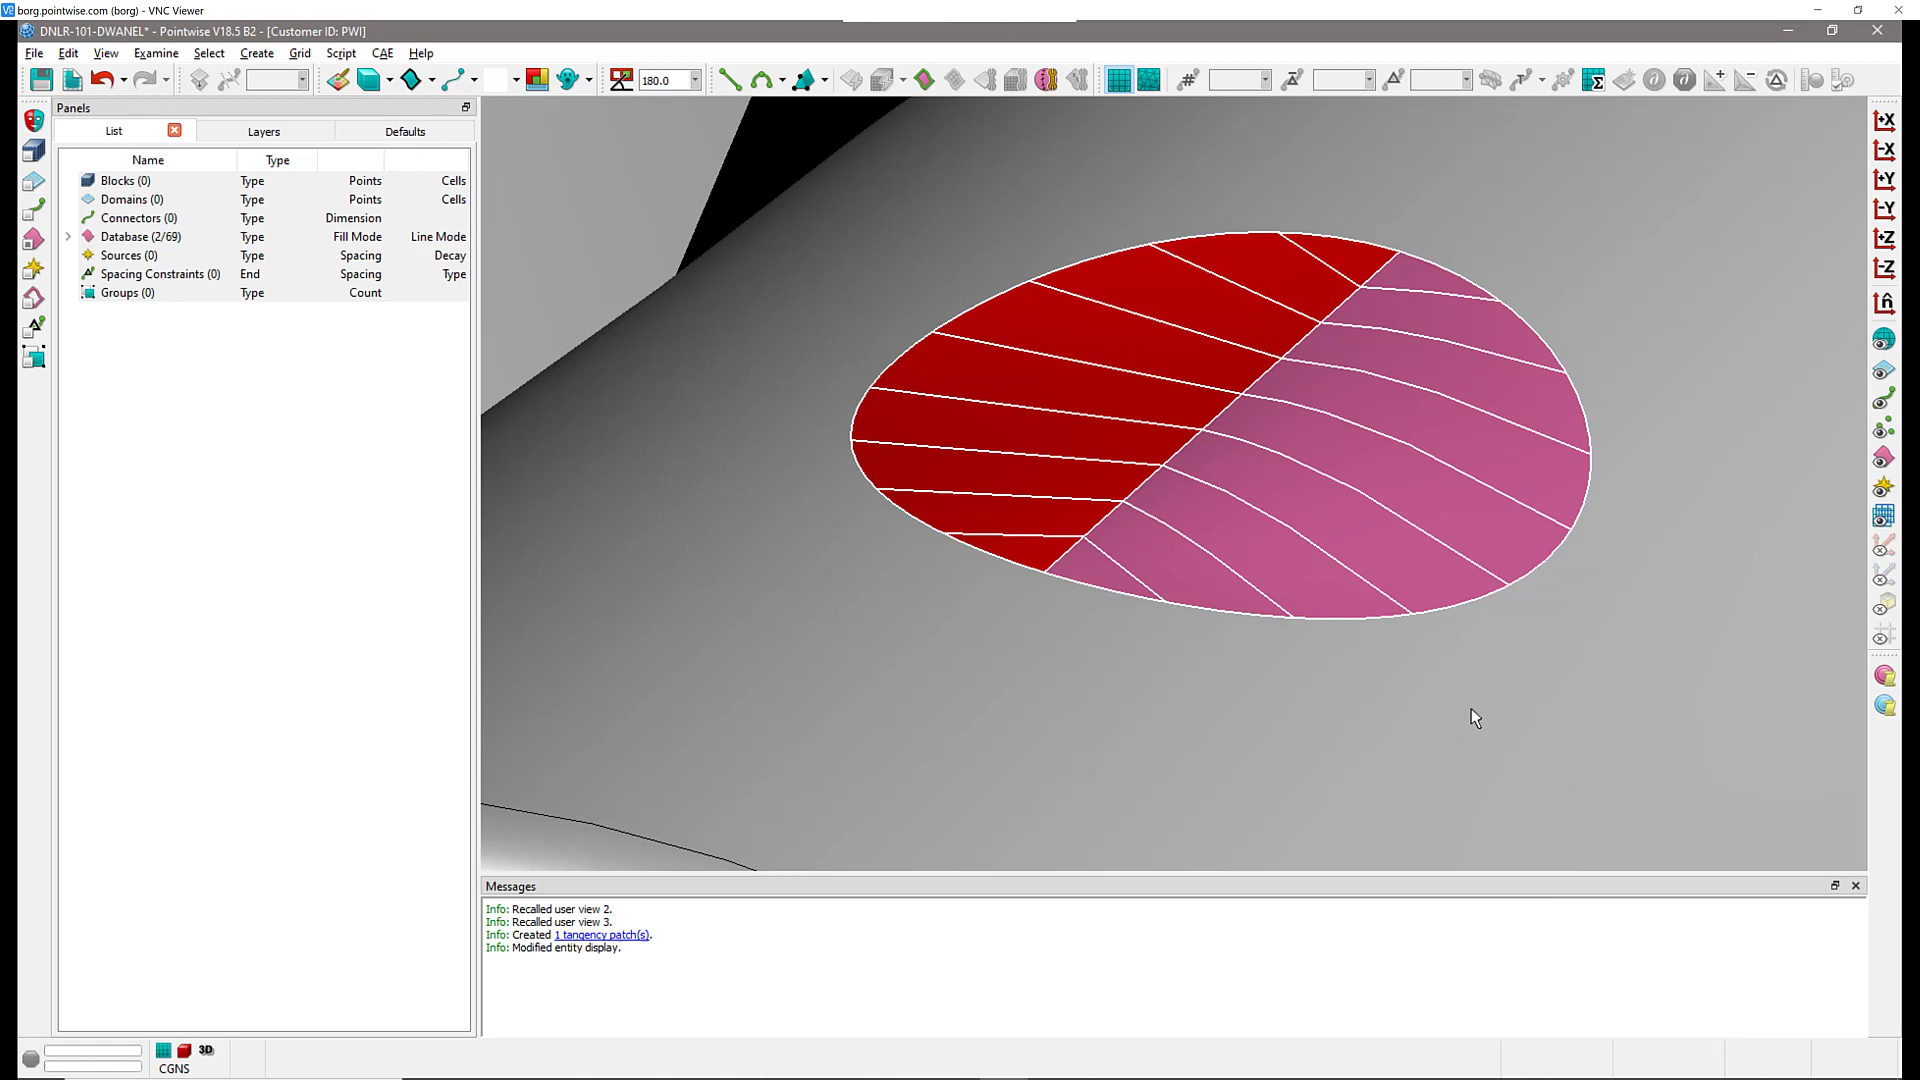 borg.pointwise.com (borg) - VNC Viewer
DNLR-101-DWANEL* - Pointwise V18.5 B2 - [Customer ID: PWI]
File Edit View Examine Select Create Grid Script CAE Help
180.0
Panels
List Layers Defaults
Name Type
Blocks (0) Type Points Cells
Domains (0) Type Points Cells
Connectors (0) Type Dimension
Database (2/69) Type Fill Mode Line Mode
Sources (0) Type Spacing Decay
Spacing Constraints (0) End Spacing Type
Groups (0) Type Count
+X
-X
+Y
-Y
+Z
-Z
n̂
Messages
Info: Recalled user view 2.
Info: Recalled user view 3.
Info: Created 1 tangency patch(s).
Info: Modified entity display.
3D
CGNS